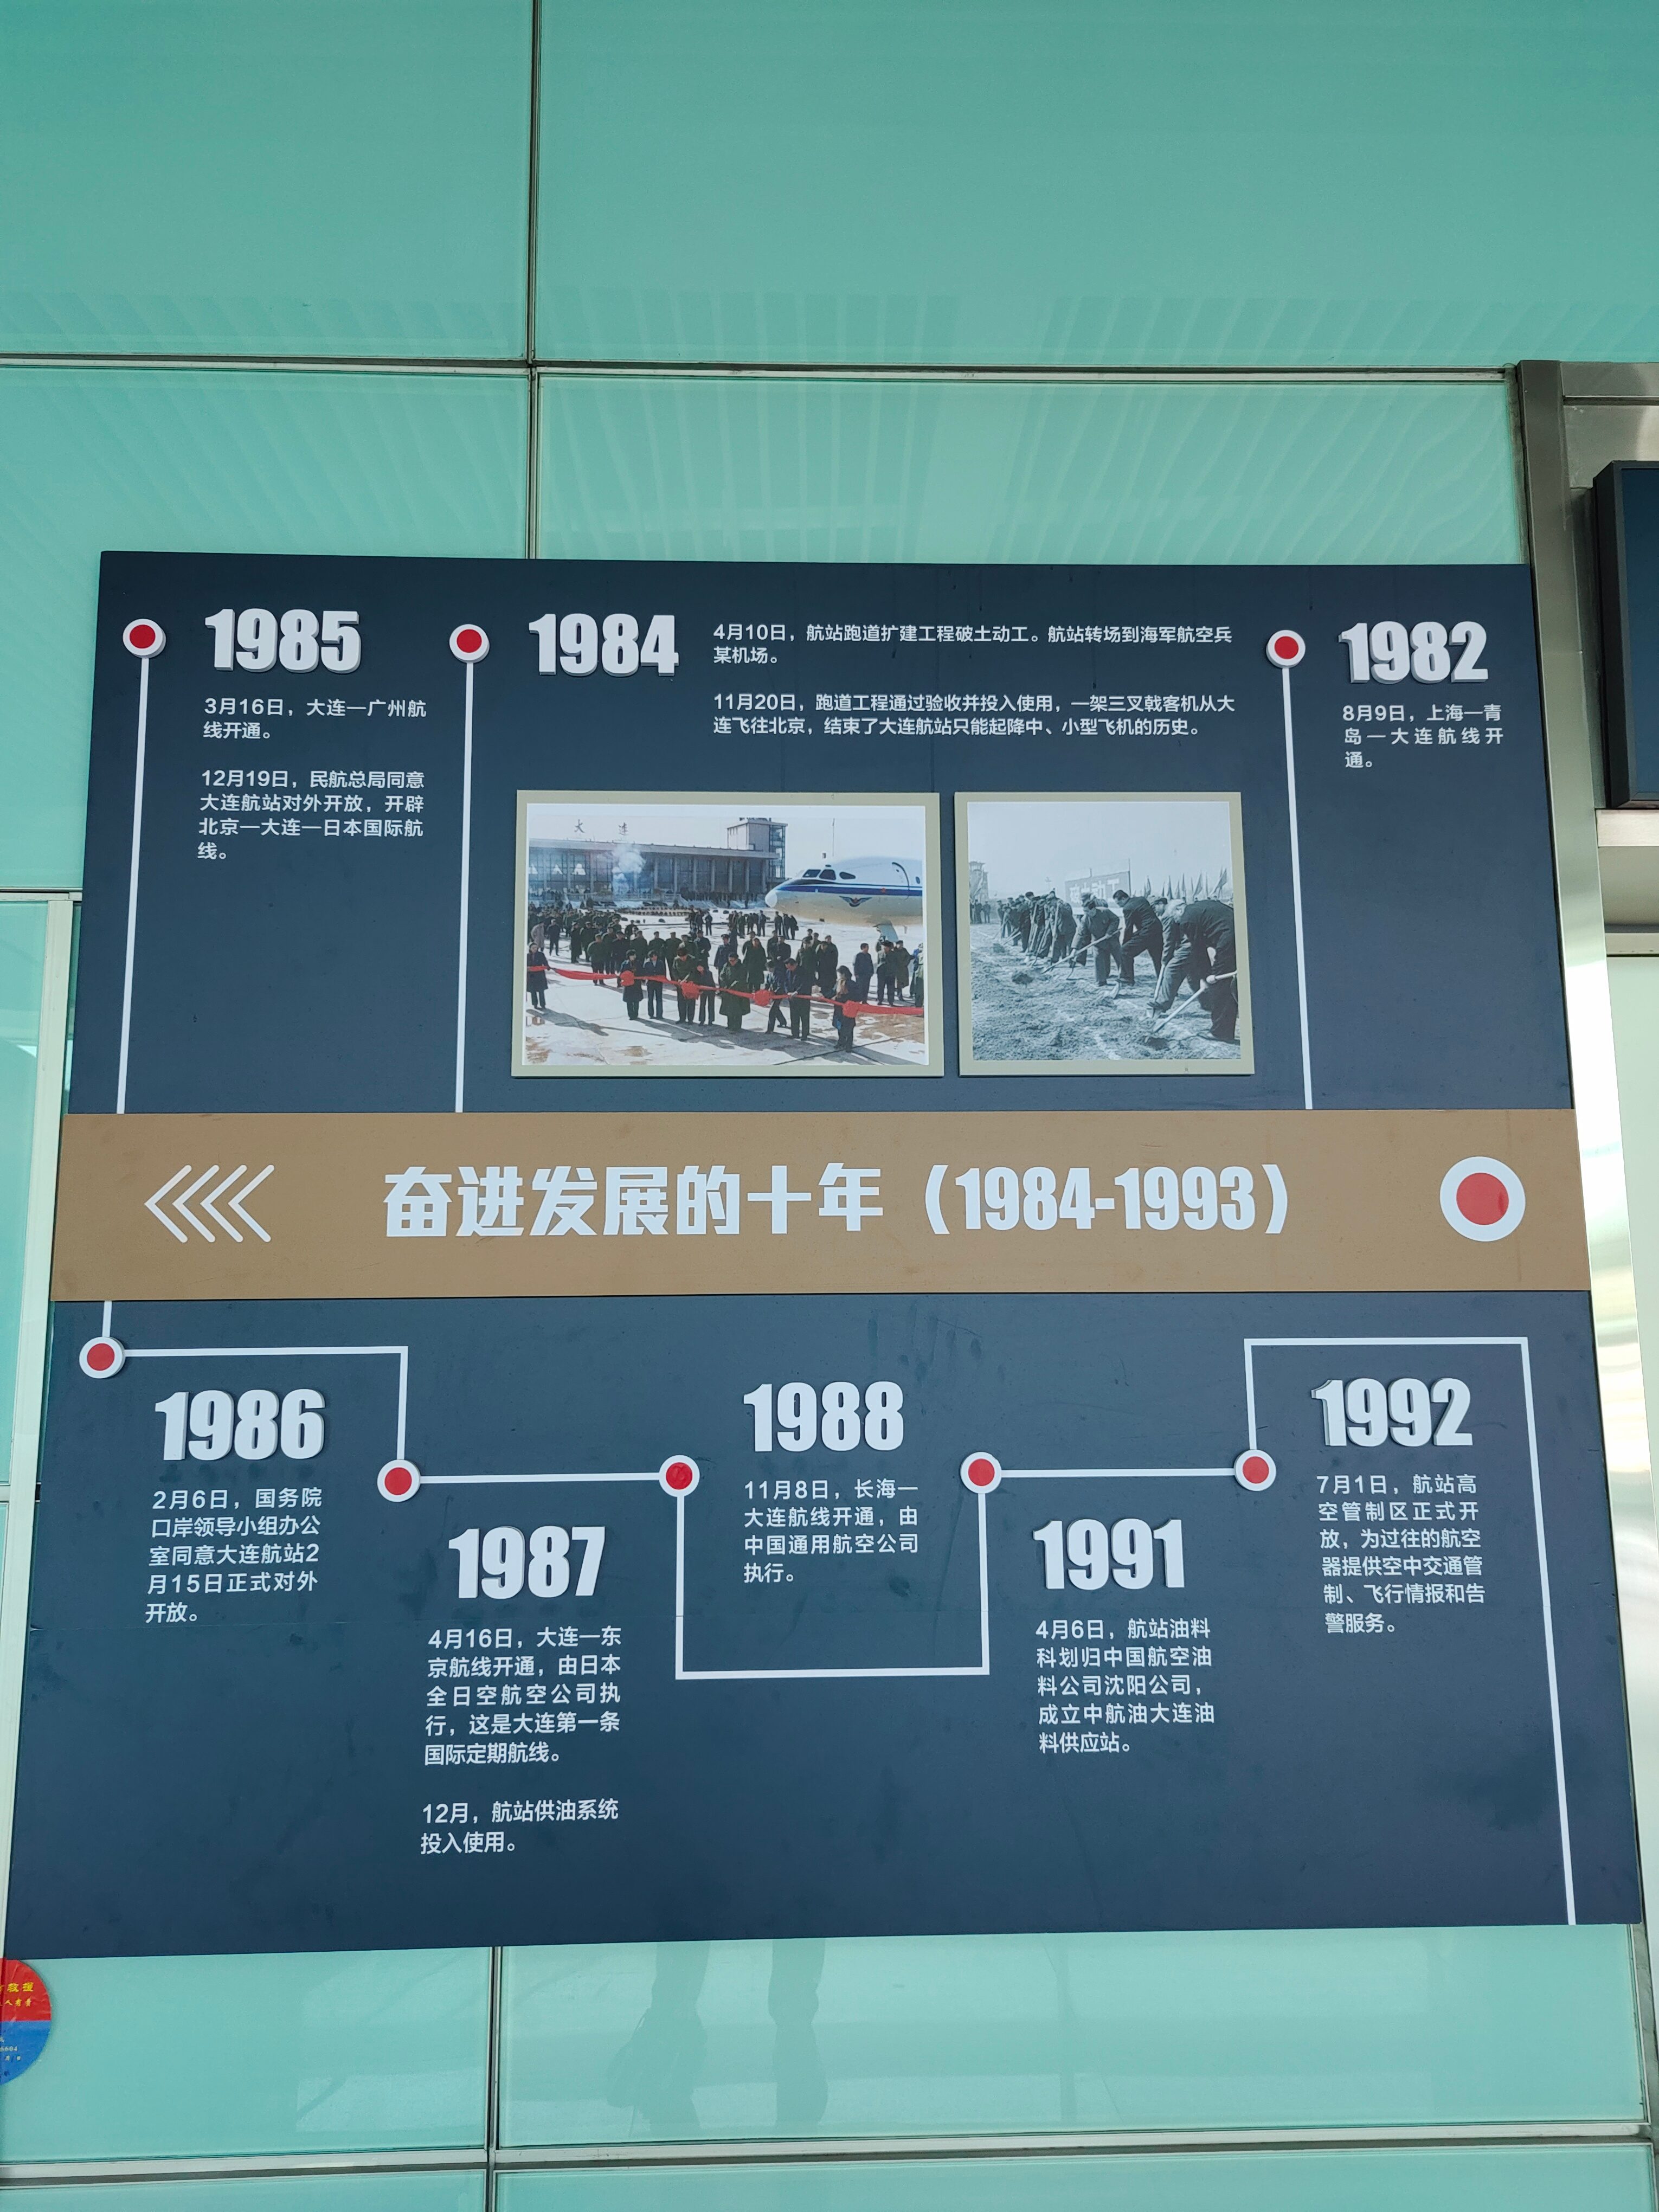 1985
3月16日，大连—广州航
线开通。
12月19日，民航总局同意
大连航站对外开放，开辟
北京—大连—日本国际航
线。
1984
4月10日，航站跑道扩建工程破土动工。航站转场到海军航空兵
某机场。
11月20日，跑道工程通过验收并投入使用，一架三叉戟客机从大
连飞往北京，结束了大连航站只能起降中、小型飞机的历史。
大连
1982
8月9日，上海—青
岛—大连航线开
通。
奋进发展的十年（1984-1993）
1986
2月6日，国务院
口岸领导小组办公
室同意大连航站2
月15日正式对外
开放。
1987
4月16日，大连—东
京航线开通，由日本
全日空航空公司执
行，这是大连第一条
国际定期航线。
12月，航站供油系统
投入使用。
1988
11月8日，长海—
大连航线开通，由
中国通用航空公司
执行。
1991
4月6日，航站油料
科划归中国航空油
料公司沈阳公司，
成立中航油大连油
料供应站。
1992
7月1日，航站高
空管制区正式开
放，为过往的航空
器提供空中交通管
制、飞行情报和告
警服务。